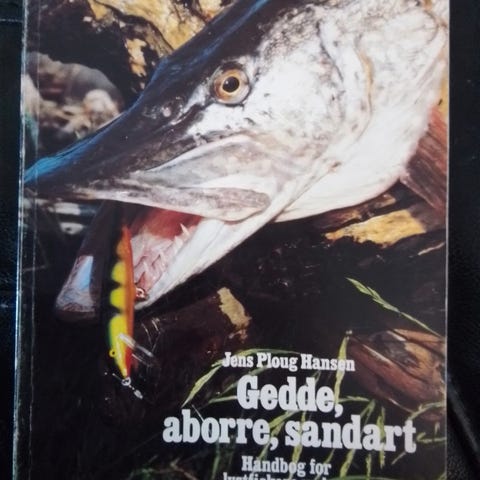 Jens Ploug Hansen
Gedde,
aborre, sandart
Håndbog for